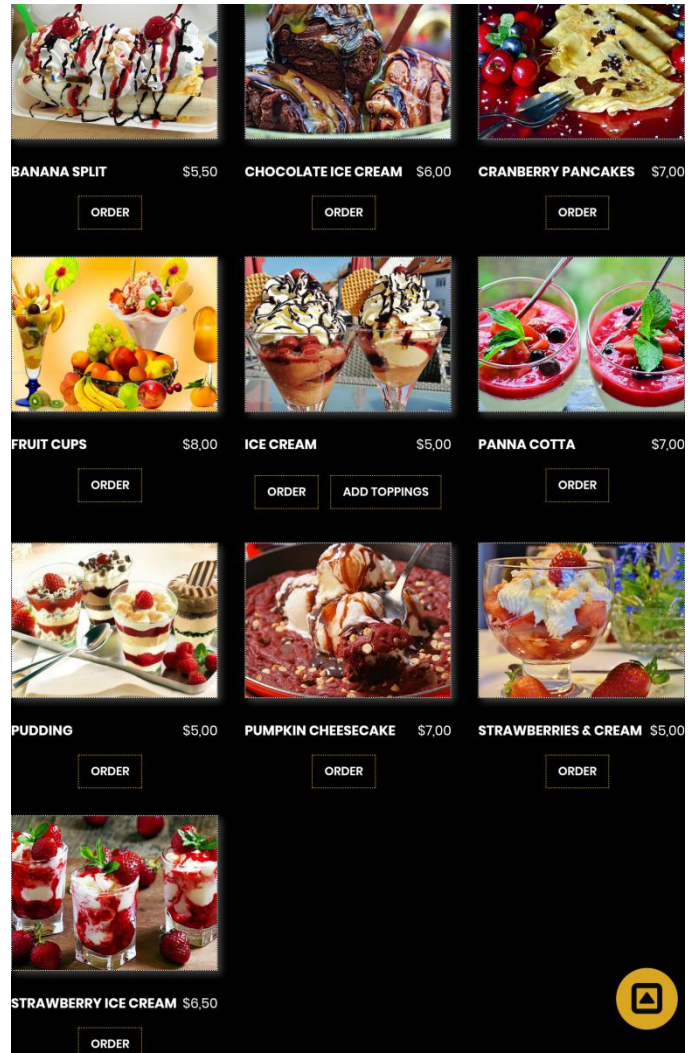 BANANA SPLIT $5,50
CHOCOLATE ICE CREAM $6,00
CRANBERRY PANCAKES $7,00
ORDER
ORDER
ORDER
FRUIT CUPS $8,00
ICE CREAM $5,00
PANNA COTTA $7,00
ORDER
ORDER ADD TOPPINGS
ORDER
PUDDING $5,00
PUMPKIN CHEESECAKE $7,00
STRAWBERRIES & CREAM $5,00
ORDER
ORDER
ORDER
STRAWBERRY ICE CREAM $6,50
ORDER